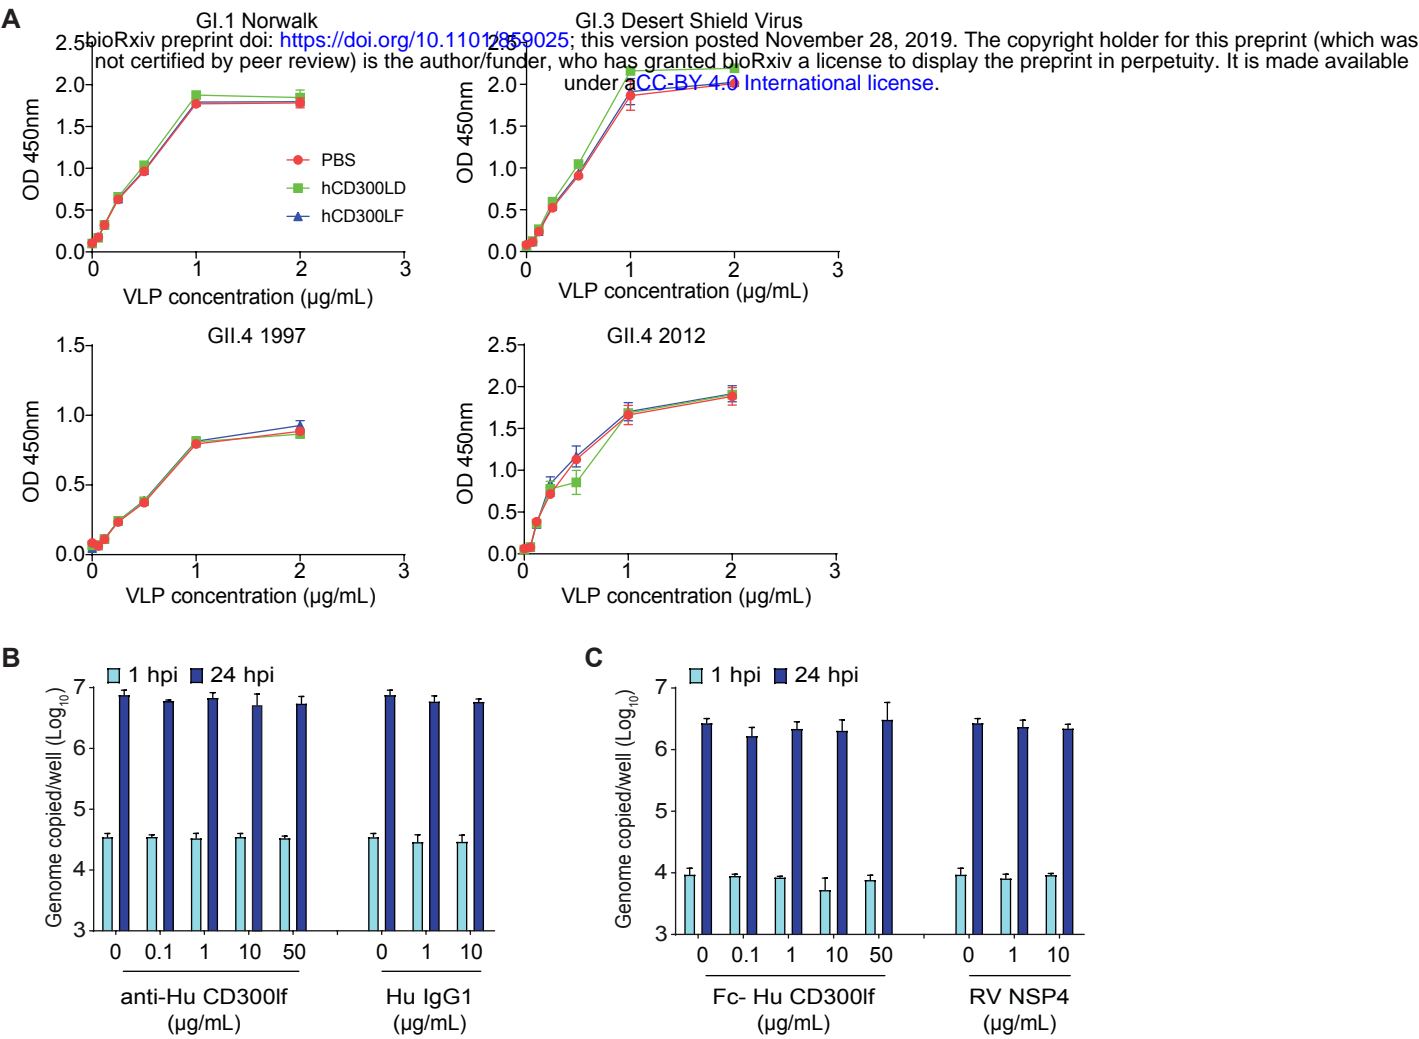 A
GI.1 Norwalk
GI.3 Desert Shield Virus
bioRxiv preprint doi: https://doi.org/10.1101/859025; this version posted November 28, 2019. The copyright holder for this preprint (which was
not certified by peer review) is the author/funder, who has granted bioRxiv a license to display the preprint in perpetuity. It is made available
under aCC-BY 4.0 International license.
2.5
2.0
1.5
1.0
0.5
0.0
OD 450nm
PBS
hCD300LD
hCD300LF
0 1 2 3
VLP concentration (µg/mL)
2.5
2.0
1.5
1.0
0.5
0.0
OD 450nm
0 1 2 3
VLP concentration (µg/mL)
GII.4 1997
1.5
1.0
0.5
0.0
OD 450nm
0 1 2 3
VLP concentration (µg/mL)
GII.4 2012
2.5
2.0
1.5
1.0
0.5
0.0
OD 450nm
0 1 2 3
VLP concentration (µg/mL)
B
1 hpi 24 hpi
7
6
5
4
3
Genome copied/well (Log10)
0 0.1 1 10 50 0 1 10
anti-Hu CD300lf Hu IgG1
(µg/mL) (µg/mL)
C
1 hpi 24 hpi
7
6
5
4
3
Genome copied/well (Log10)
0 0.1 1 10 50 0 1 10
Fc- Hu CD300lf RV NSP4
(µg/mL) (µg/mL)